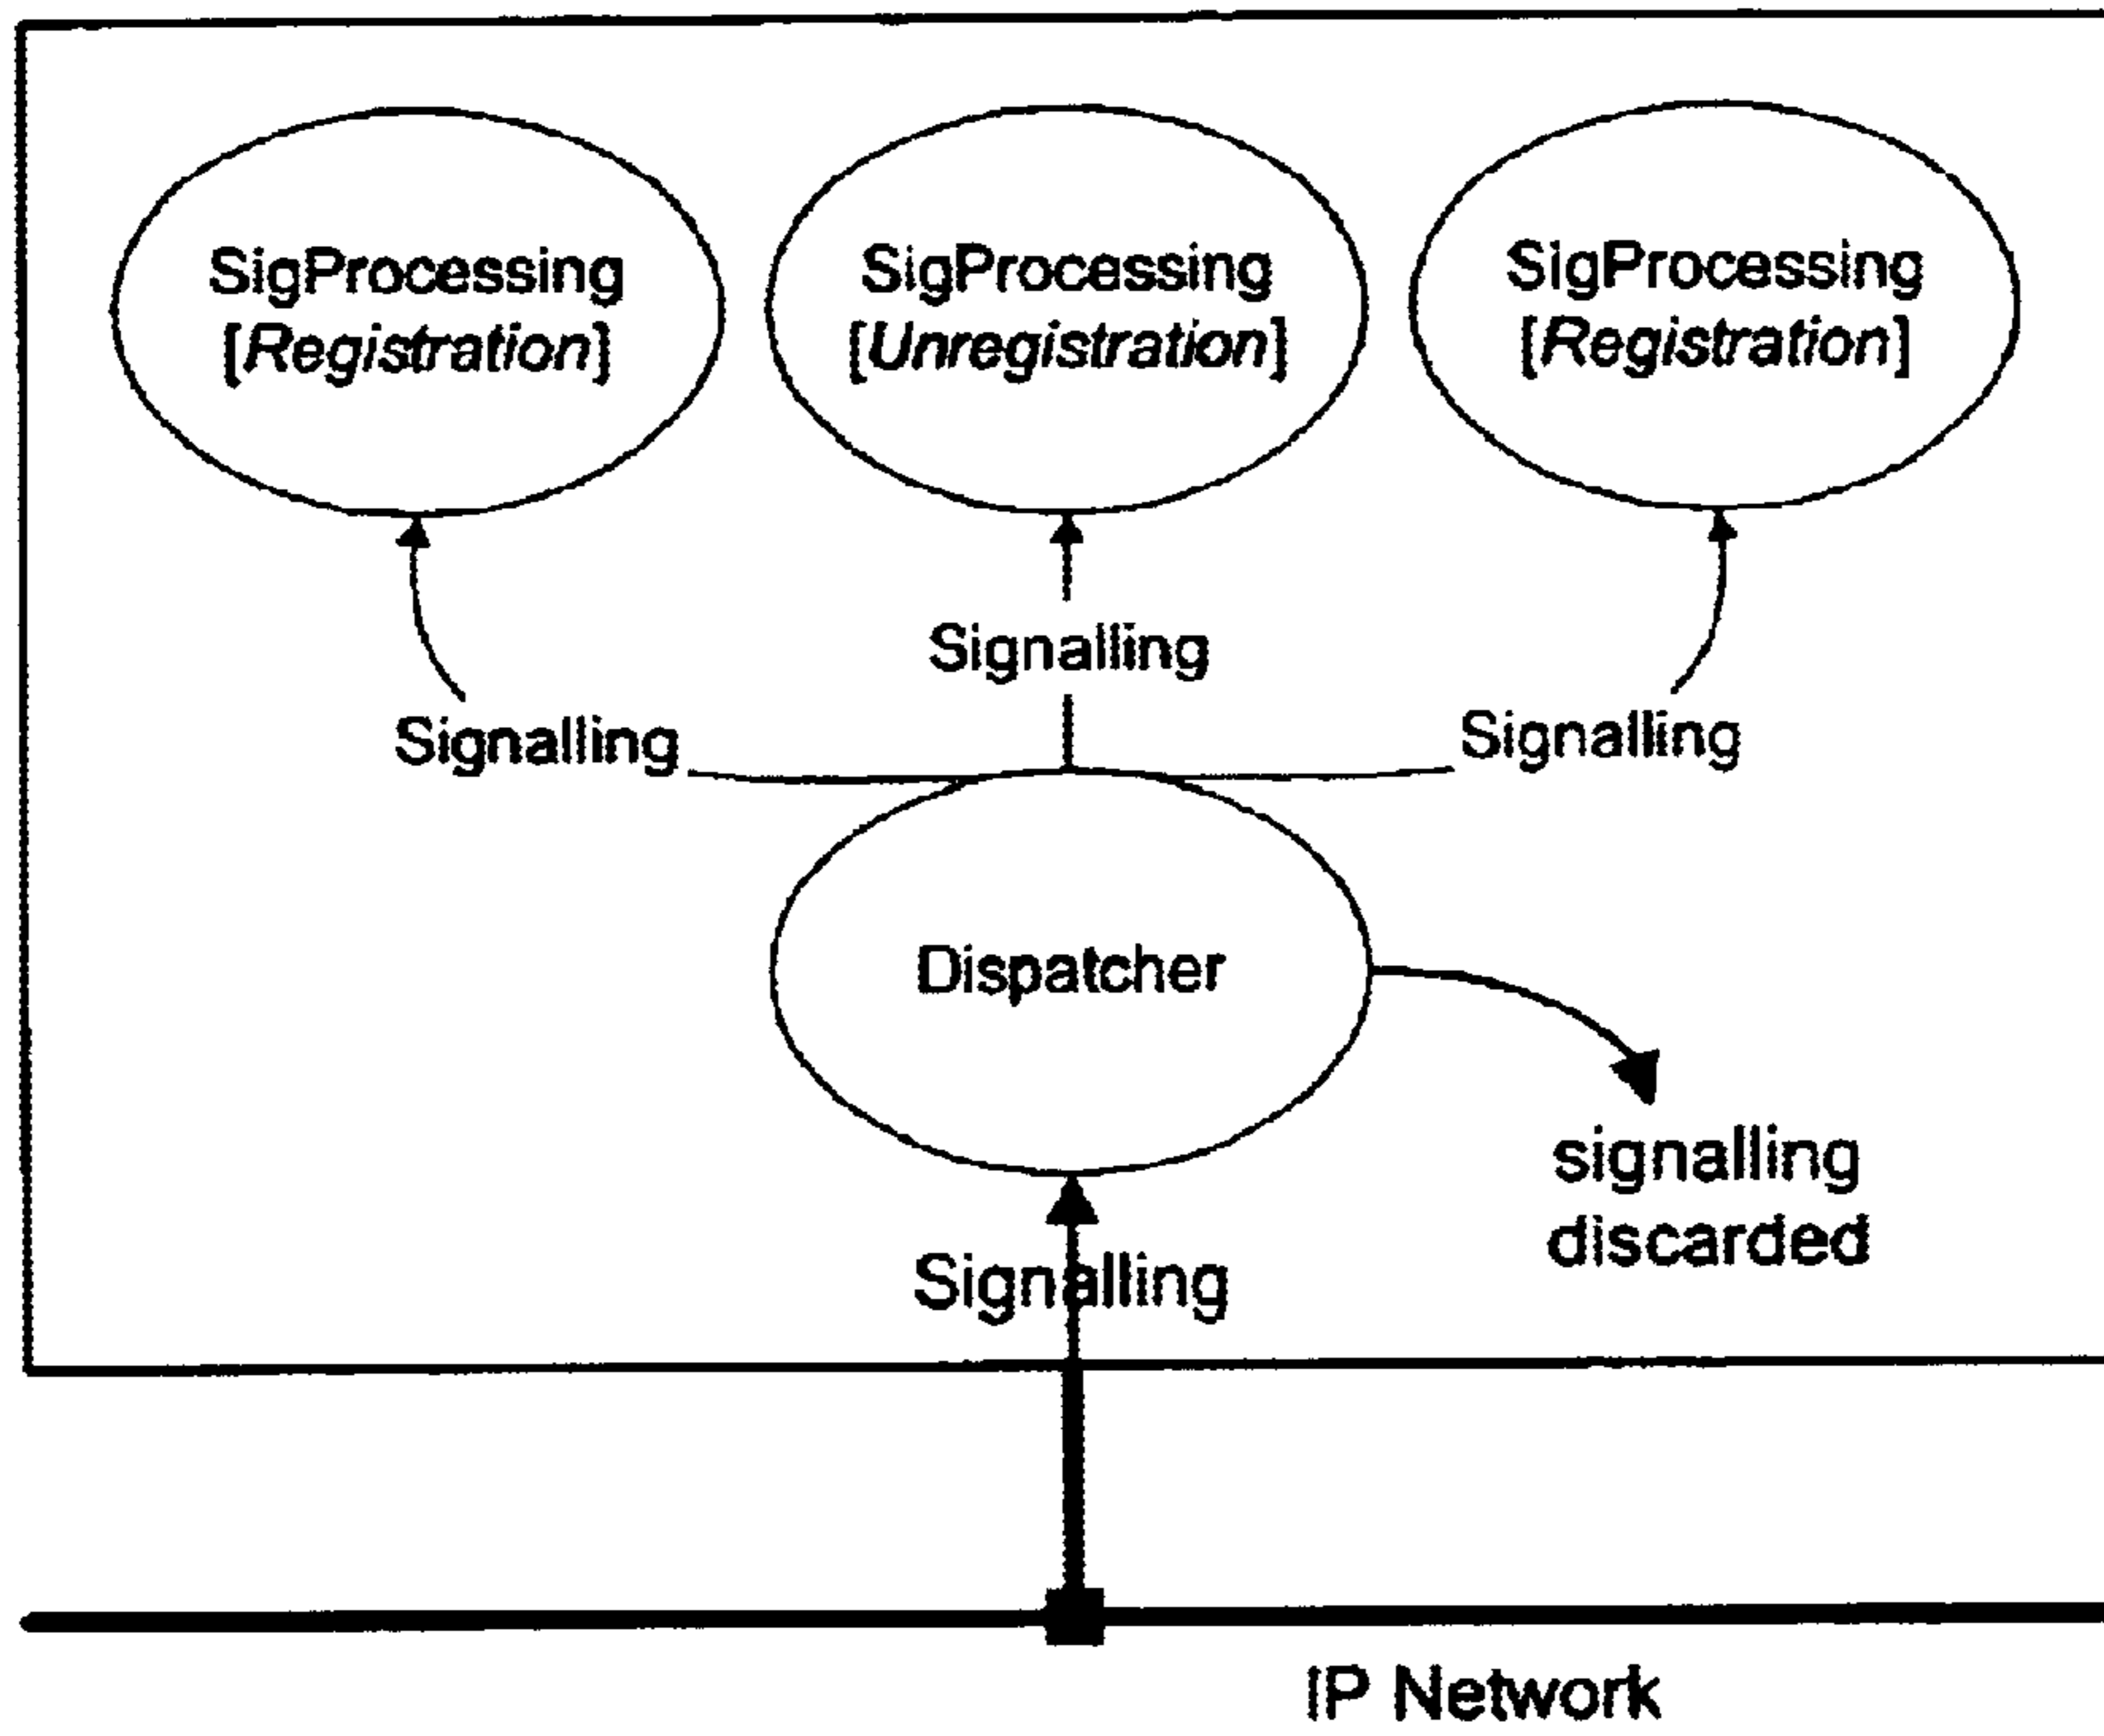 SigProcessing
[Registration]
SigProcessing
[Unregistration]
SigProcessing
[Registration]
Signalling
Signalling
Signalling
Dispatcher
signalling
discarded
Signalling
IP Network